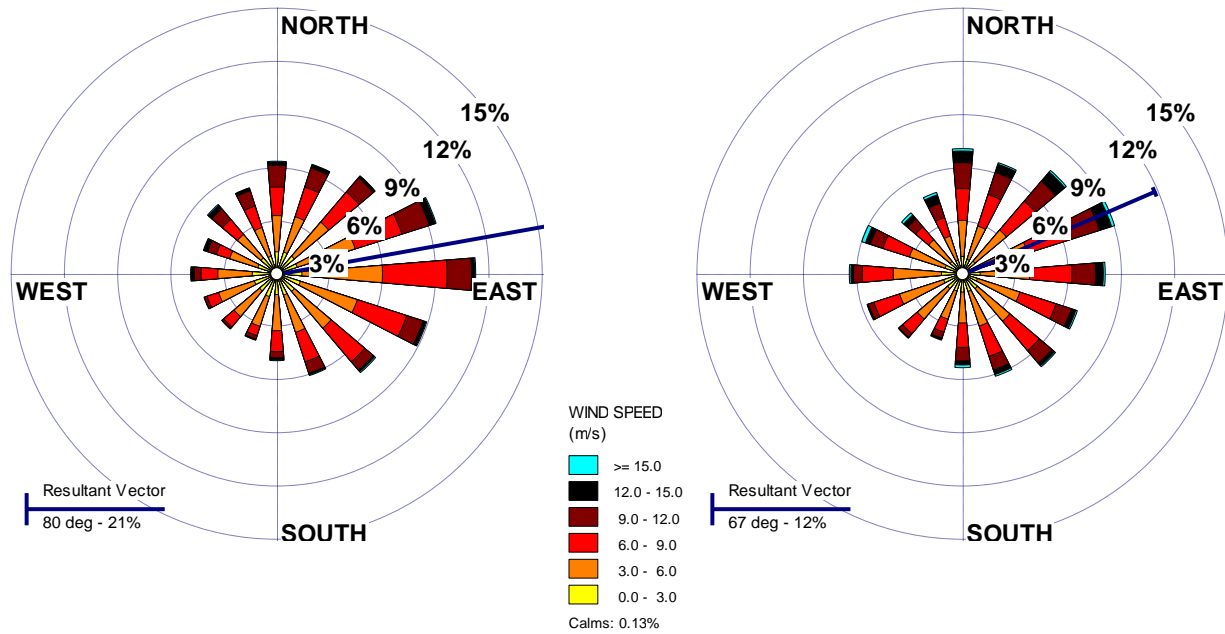 NORTH
15%
12%
9%
6%
3%
WEST
EAST
SOUTH
Resultant Vector
80 deg - 21%
WIND SPEED
(m/s)
>= 15.0
12.0 - 15.0
9.0 - 12.0
6.0 - 9.0
3.0 - 6.0
0.0 - 3.0
Calms: 0.13%
NORTH
15%
12%
9%
6%
3%
WEST
EAST
SOUTH
Resultant Vector
67 deg - 12%